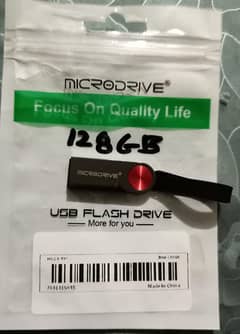 MICRODRIVE®
Focus On Quality Life
128GB
MICRODRIVE®
USB FLASH DRIVE
More for you
Made In China